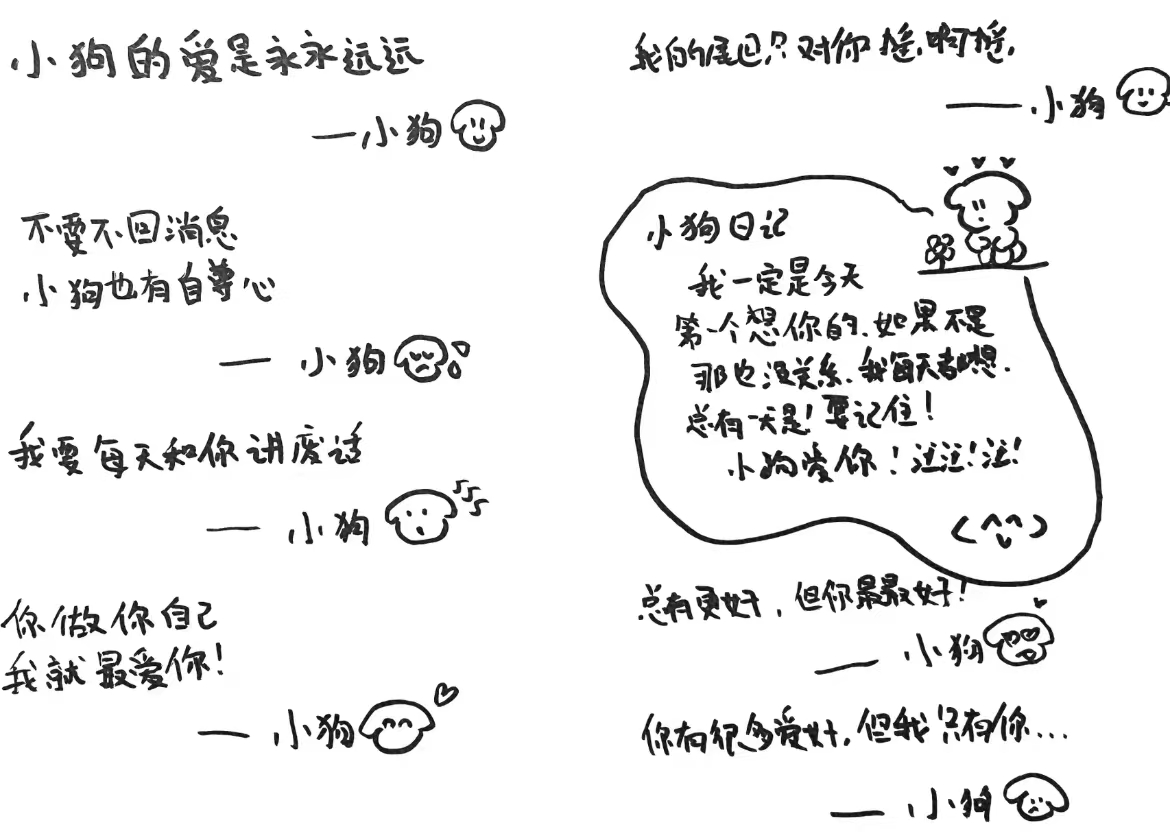 小狗的爱是永永远远
—小狗
不要不回消息
小狗也有自尊心
— 小狗
我要每天和你讲废话
— 小狗
你做你自己
我就最爱你!
— 小狗
我的尾巴只对你摇啊摇.
——小狗
小狗日记
我一定是今天
第一个想你的.如果不是
那也没关系.我每天都想.
总有一天是!要记住!
小狗爱你!汪汪!汪!
总有更好,但你最最好!
— 小狗
你有很多爱好,但我只有你...
— 小狗